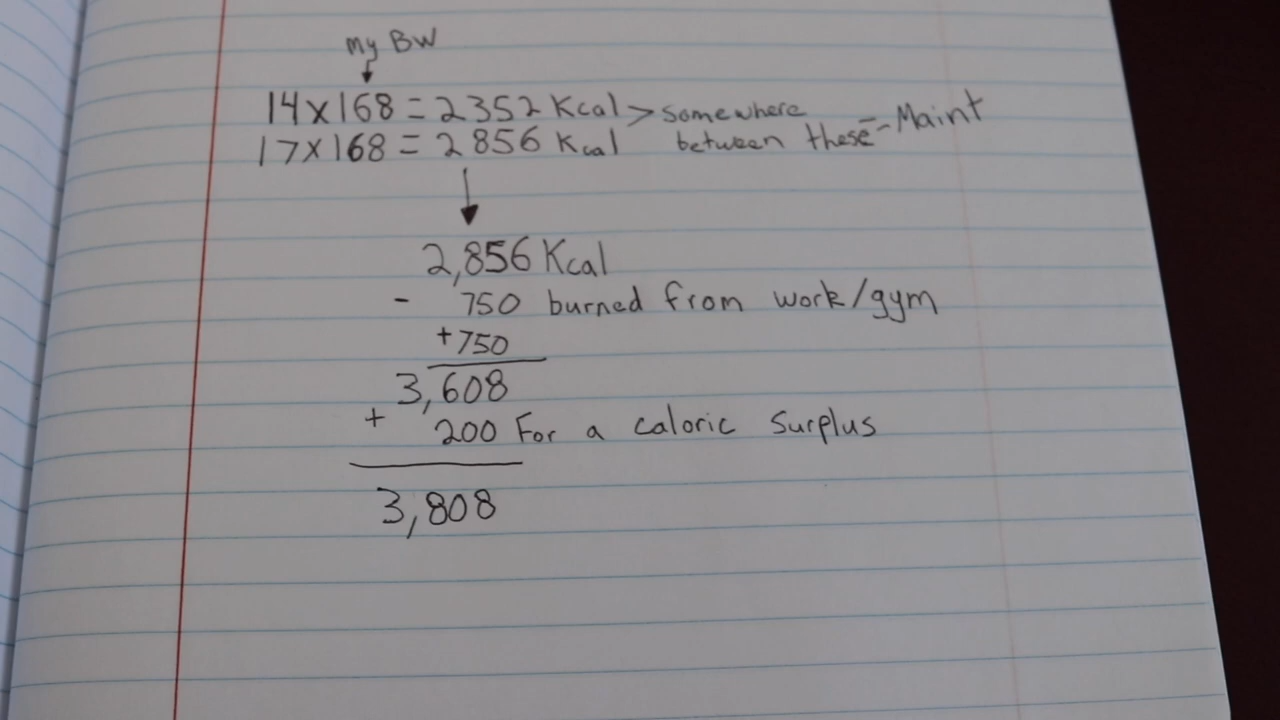 my BW
14x168 = 2352 Kcal > somewhere
17x168 = 2856 Kcal between these = Maint
2,856 Kcal
- 750 burned from work/gym
+750
3,608
+ 200 For a caloric surplus
3,808